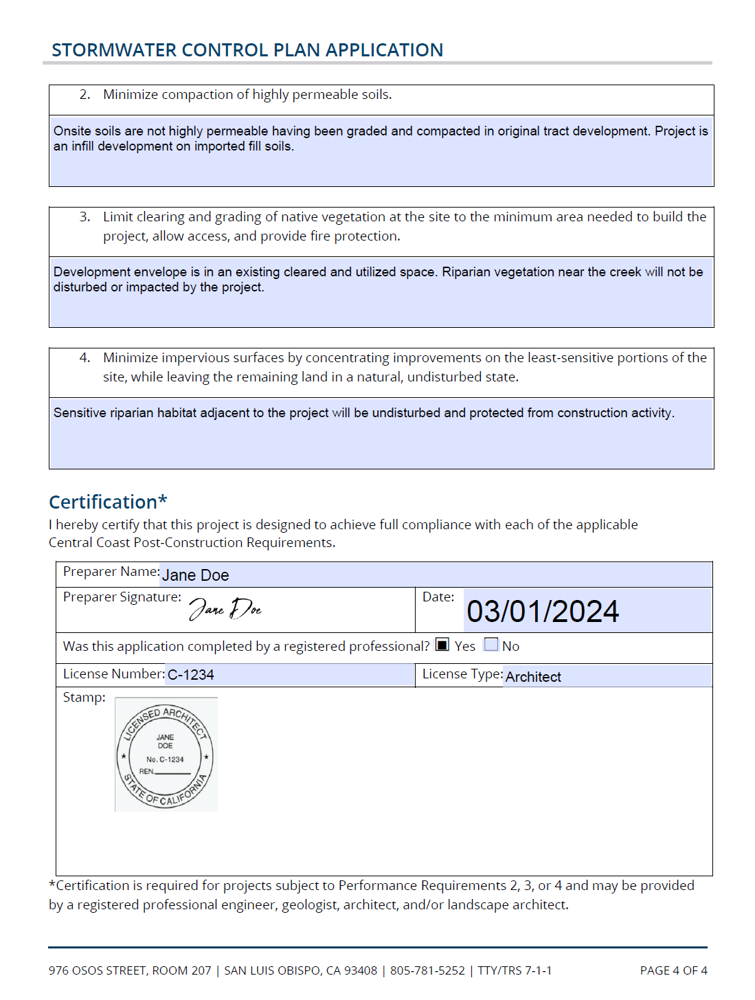 STORMWATER CONTROL PLAN APPLICATION
2. Minimize compaction of highly permeable soils.
Onsite soils are not highly permeable having been graded and compacted in original tract development. Project is
an infill development on imported fill soils.
3. Limit clearing and grading of native vegetation at the site to the minimum area needed to build the
project, allow access, and provide fire protection.
Development envelope is in an existing cleared and utilized space. Riparian vegetation near the creek will not be
disturbed or impacted by the project.
4. Minimize impervious surfaces by concentrating improvements on the least-sensitive portions of the
site, while leaving the remaining land in a natural, undisturbed state.
Sensitive riparian habitat adjacent to the project will be undisturbed and protected from construction activity.
Certification*
I hereby certify that this project is designed to achieve full compliance with each of the applicable
Central Coast Post-Construction Requirements.
Preparer Name: Jane Doe
Preparer Signature: Jane Doe Date: 03/01/2024
Was this application completed by a registered professional? Yes No
License Number: C-1234 License Type: Architect
Stamp:
LICENSED ARCHITECT
JANE
DOE
No. C-1234
REN.
STATE OF CALIFORNIA
*Certification is required for projects subject to Performance Requirements 2, 3, or 4 and may be provided
by a registered professional engineer, geologist, architect, and/or landscape architect.
976 OSOS STREET, ROOM 207 | SAN LUIS OBISPO, CA 93408 | 805-781-5252 | TTY/TRS 7-1-1 PAGE 4 OF 4